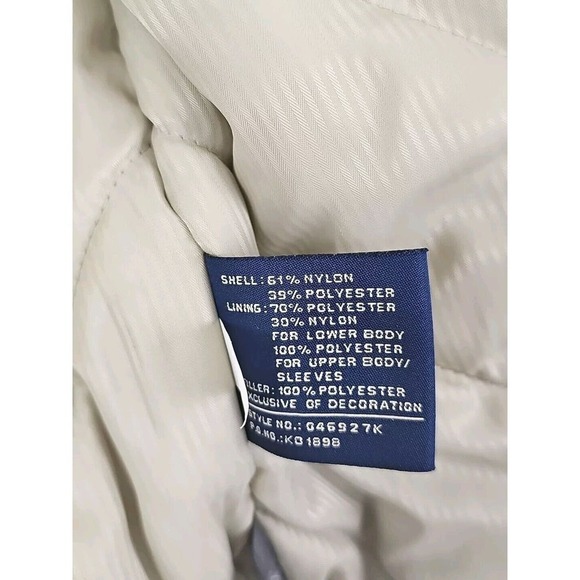 SHELL: 61% NYLON
39% POLYESTER
LINING: 70% POLYESTER
30% NYLON
FOR LOWER BODY
100% POLYESTER
FOR UPPER BODY/
SLEEVES
ILLER: 100% POLYESTER
EXCLUSIVE OF DECORATION
STYLE NO.: 046927K
P.O.NO.: KO1898